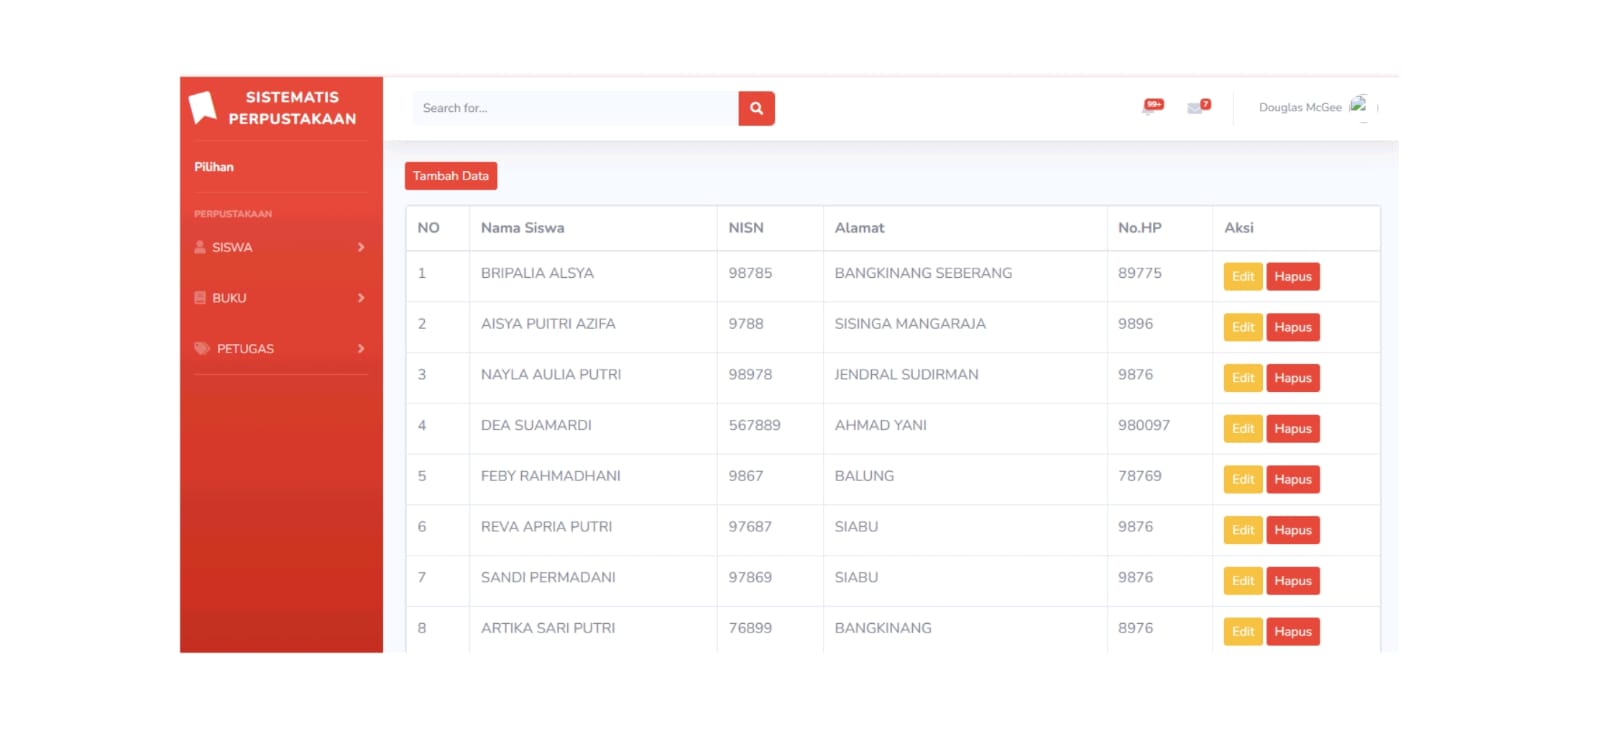 SISTEMATIS
PERPUSTAKAAN
Search for...
99+
7
Douglas McGee
Pilihan
PERPUSTAKAAN
SISWA
BUKU
PETUGAS
Tambah Data
NO Nama Siswa NISN Alamat No.HP Aksi
1 BRIPALIA ALSYA 98785 BANGKINANG SEBERANG 89775 Edit Hapus
2 AISYA PUITRI AZIFA 9788 SISINGA MANGARAJA 9896 Edit Hapus
3 NAYLA AULIA PUTRI 98978 JENDRAL SUDIRMAN 9876 Edit Hapus
4 DEA SUAMARDI 567889 AHMAD YANI 980097 Edit Hapus
5 FEBY RAHMADHANI 9867 BALUNG 78769 Edit Hapus
6 REVA APRIA PUTRI 97687 SIABU 9876 Edit Hapus
7 SANDI PERMADANI 97869 SIABU 9876 Edit Hapus
8 ARTIKA SARI PUTRI 76899 BANGKINANG 8976 Edit Hapus